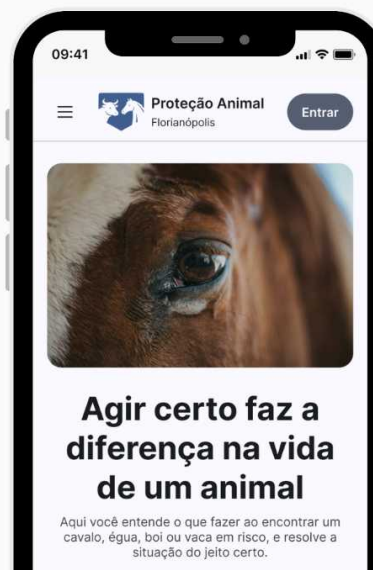 09:41
Proteção Animal
Florianópolis
Entrar
Agir certo faz a
diferença na vida
de um animal
Aqui você entende o que fazer ao encontrar um
cavalo, égua, boi ou vaca em risco, e resolve a
situação do jeito certo.